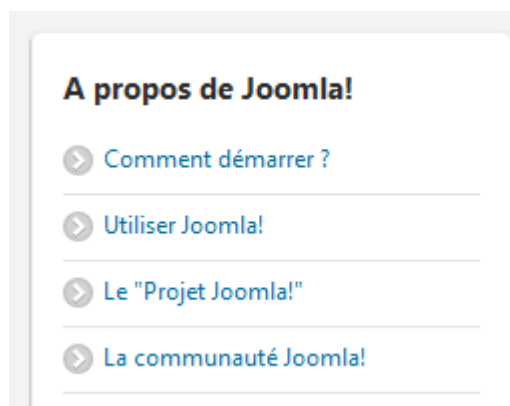 A propos de Joomla!
Comment démarrer ?
Utiliser Joomla!
Le "Projet Joomla!"
La communauté Joomla!